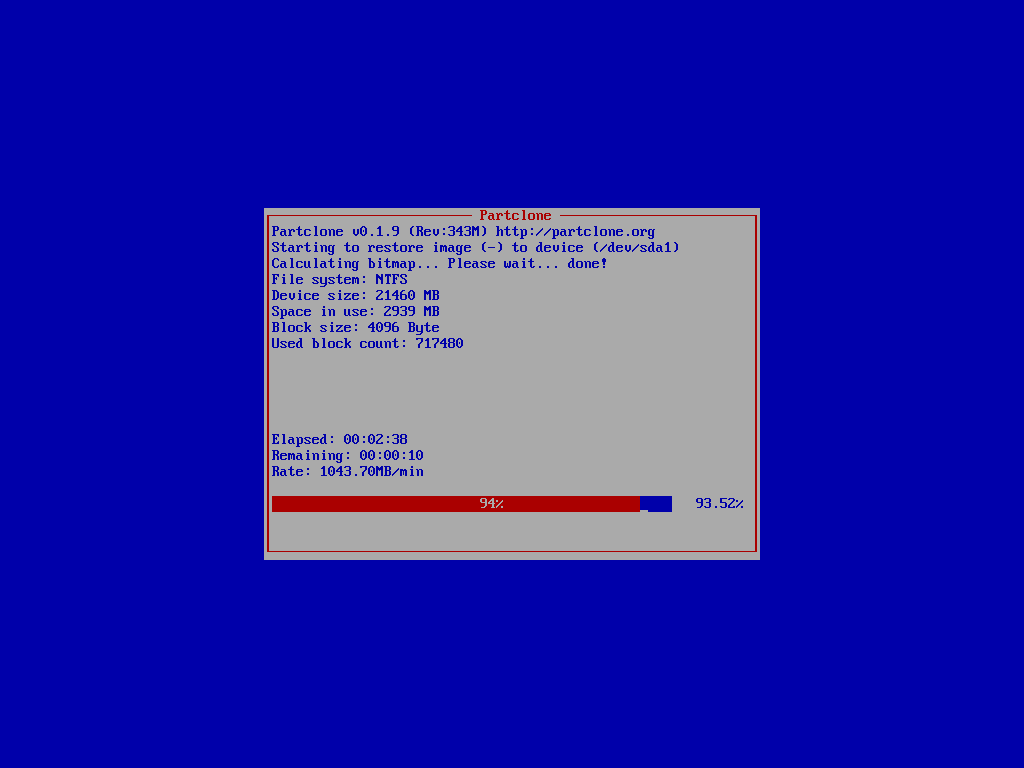 Partclone
Partclone v0.1.9 (Rev:343M) http://partclone.org
Starting to restore image (-) to device (/dev/sda1)
Calculating bitmap... Please wait... done!
File system: NTFS
Device size: 21460 MB
Space in use: 2939 MB
Block size: 4096 Byte
Used block count: 717480
Elapsed: 00:02:38
Remaining: 00:00:10
Rate: 1043.70MB/min
94% 93.52%